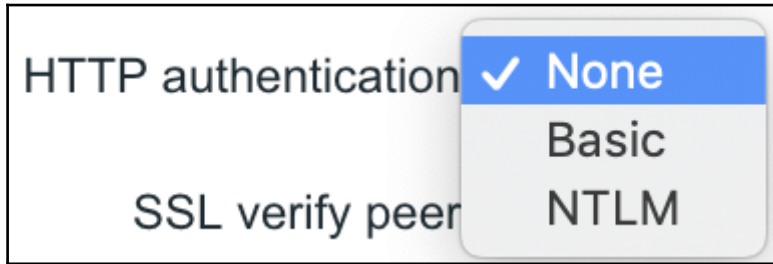 HTTP authentication ✓ None
Basic
SSL verify peer NTLM